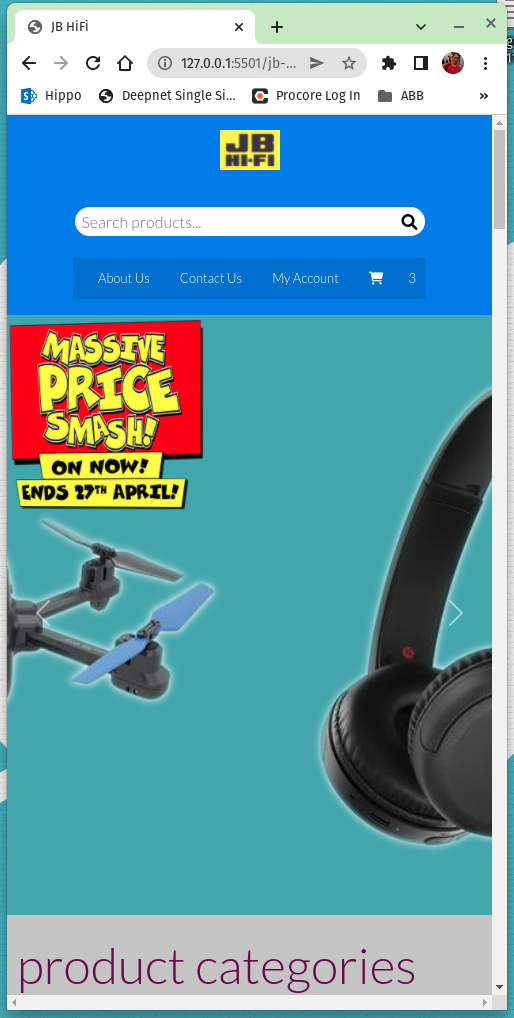 JB HiFi
127.0.0.1:5501/jb-...
Hippo
Deepnet Single Si...
Procore Log In
ABB
»
JB
HI-FI
Search products...
About Us
Contact Us
My Account
3
MASSIVE
PRICE
SMASH!
ON NOW!
ENDS 27TH APRIL!
product categories